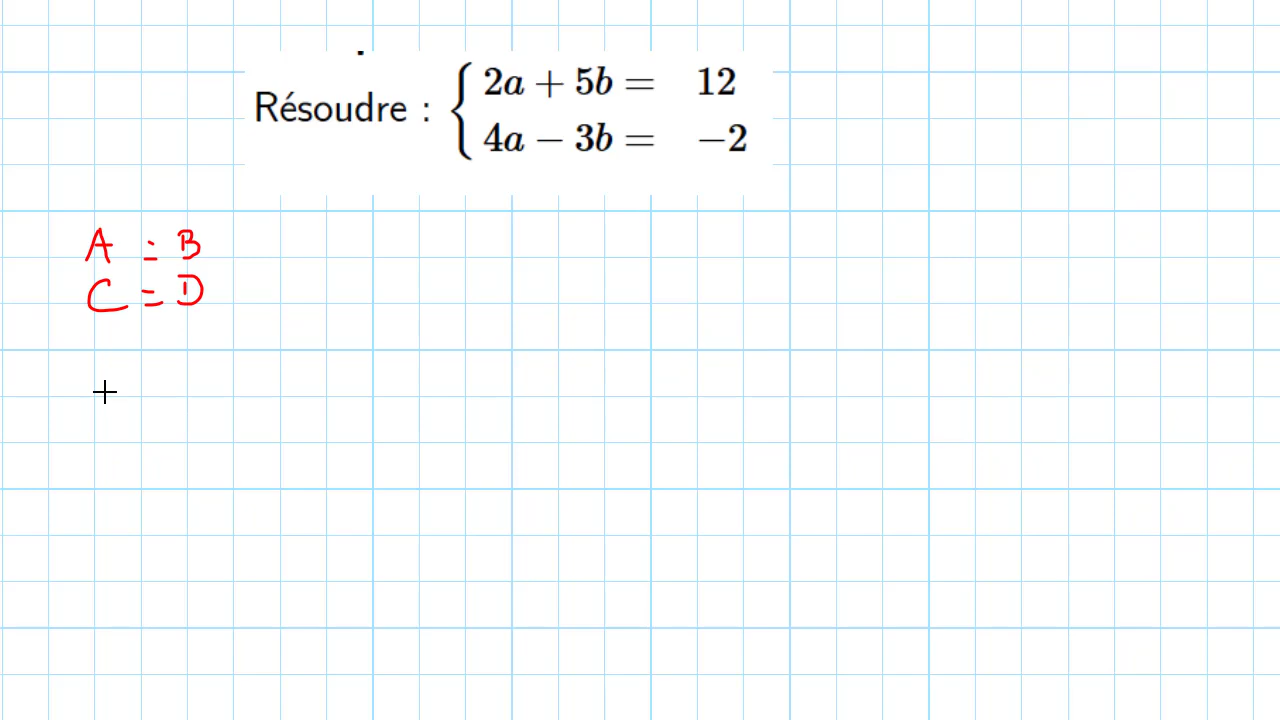 Résoudre : { 2a + 5b = 12
4a − 3b = −2
A = B
C = D